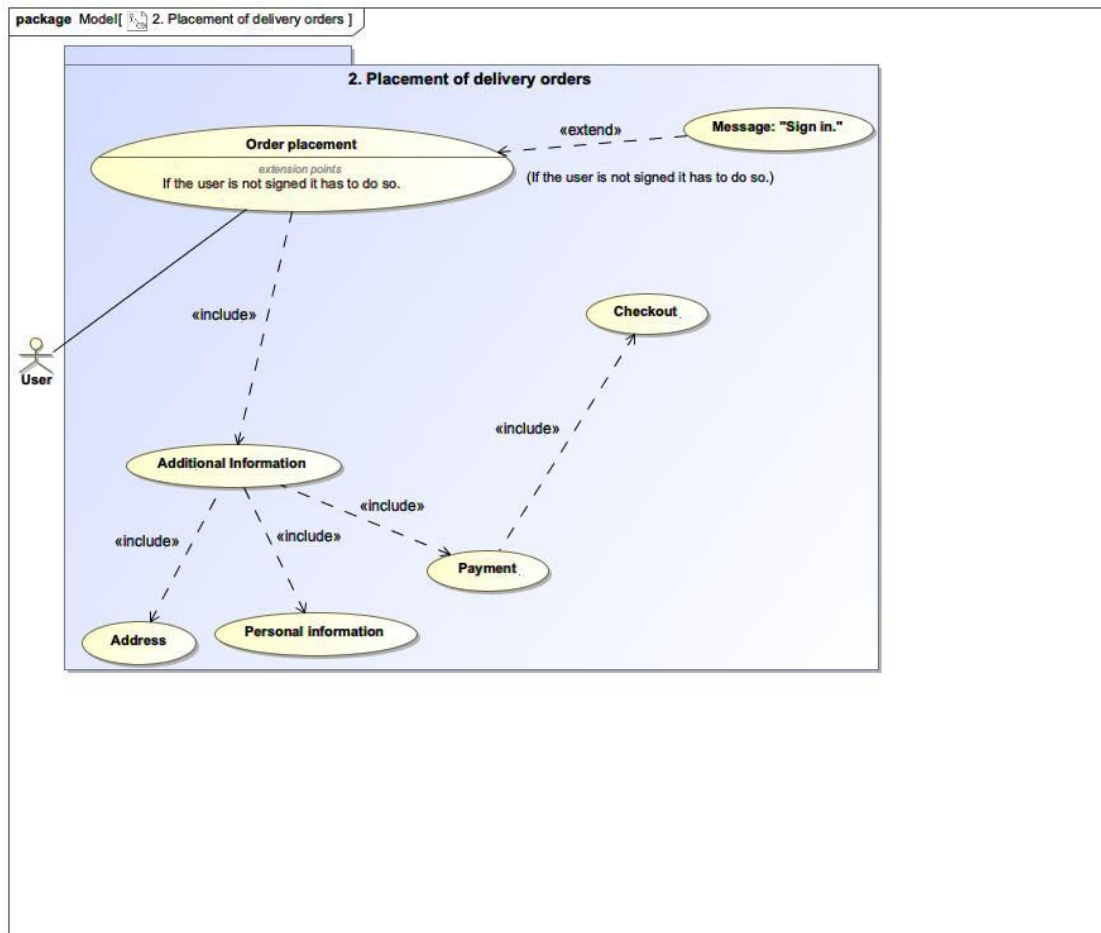 package Model[ 2. Placement of delivery orders ]
2. Placement of delivery orders
Order placement
extension points
If the user is not signed it has to do so.
«extend»
Message: "Sign in."
(If the user is not signed it has to do so.)
«include»
Checkout
User
«include»
Additional Information
«include»
«include»
«include»
Payment
Address
Personal information